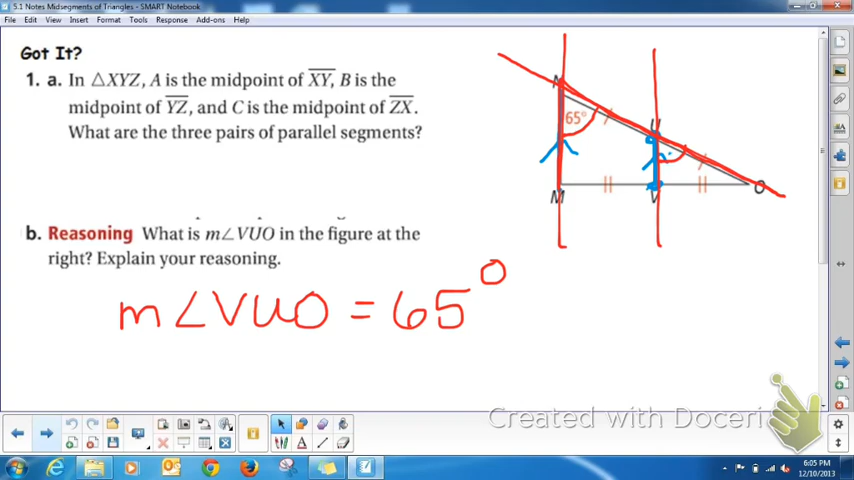 5.1 Notes Midsegments of Triangles - SMART Notebook
File Edit View Insert Format Tools Response Add-ons Help
Got It?
1. a. In △XYZ, A is the midpoint of XY, B is the
midpoint of YZ, and C is the midpoint of ZX.
What are the three pairs of parallel segments?
b. Reasoning What is m∠VUO in the figure at the
right? Explain your reasoning.
m∠VUO = 65°
N
65°
U
M
V
O
Created with Doceri
6:05 PM
12/10/2013